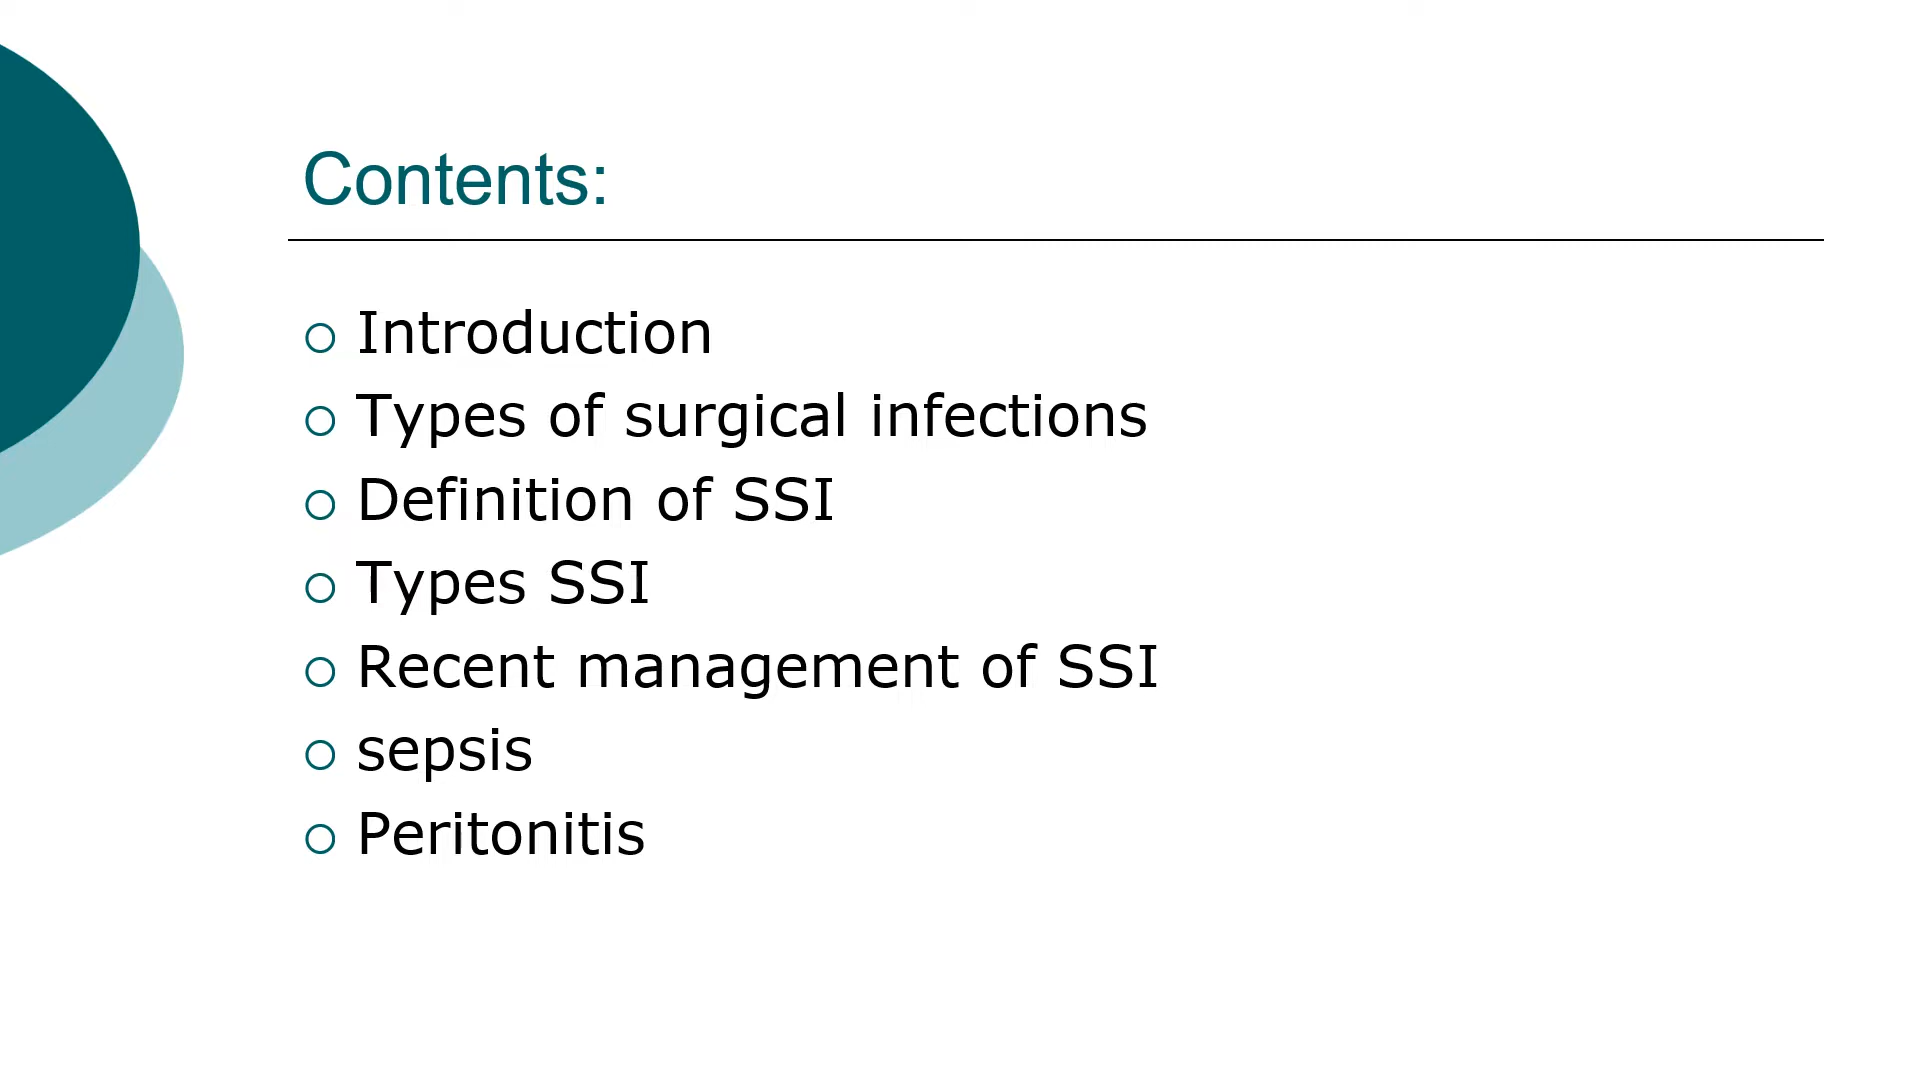 Contents:
Introduction
Types of surgical infections
Definition of SSI
Types SSI
Recent management of SSI
sepsis
Peritonitis